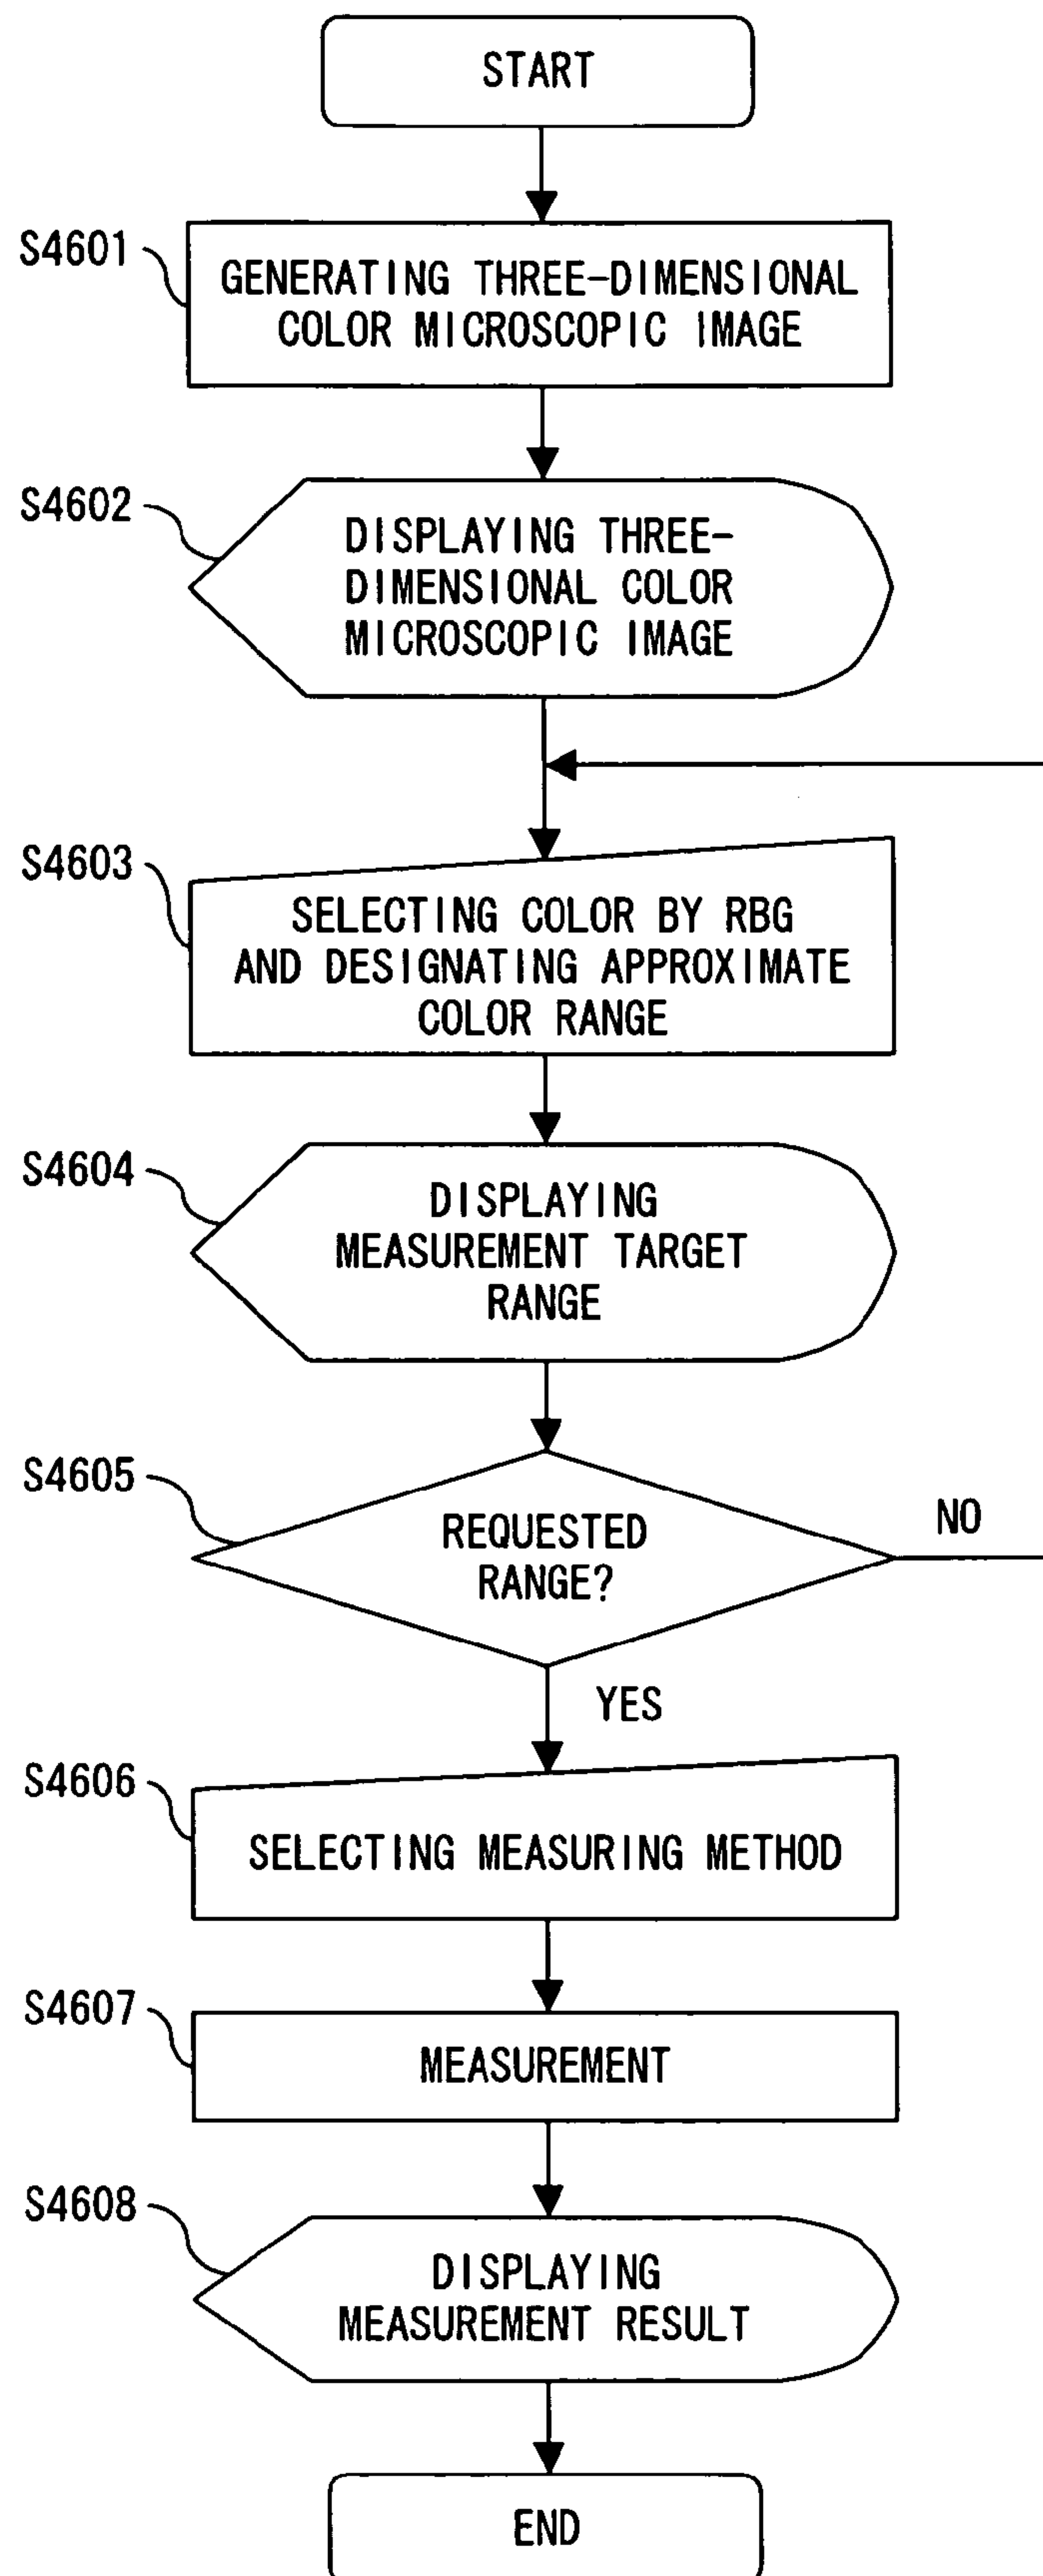 START
S4601
GENERATING THREE-DIMENSIONAL
COLOR MICROSCOPIC IMAGE
S4602
DISPLAYING THREE-
DIMENSIONAL COLOR
MICROSCOPIC IMAGE
S4603
SELECTING COLOR BY RBG
AND DESIGNATING APPROXIMATE
COLOR RANGE
S4604
DISPLAYING
MEASUREMENT TARGET
RANGE
S4605
REQUESTED
RANGE?
NO
YES
S4606
SELECTING MEASURING METHOD
S4607
MEASUREMENT
S4608
DISPLAYING
MEASUREMENT RESULT
END